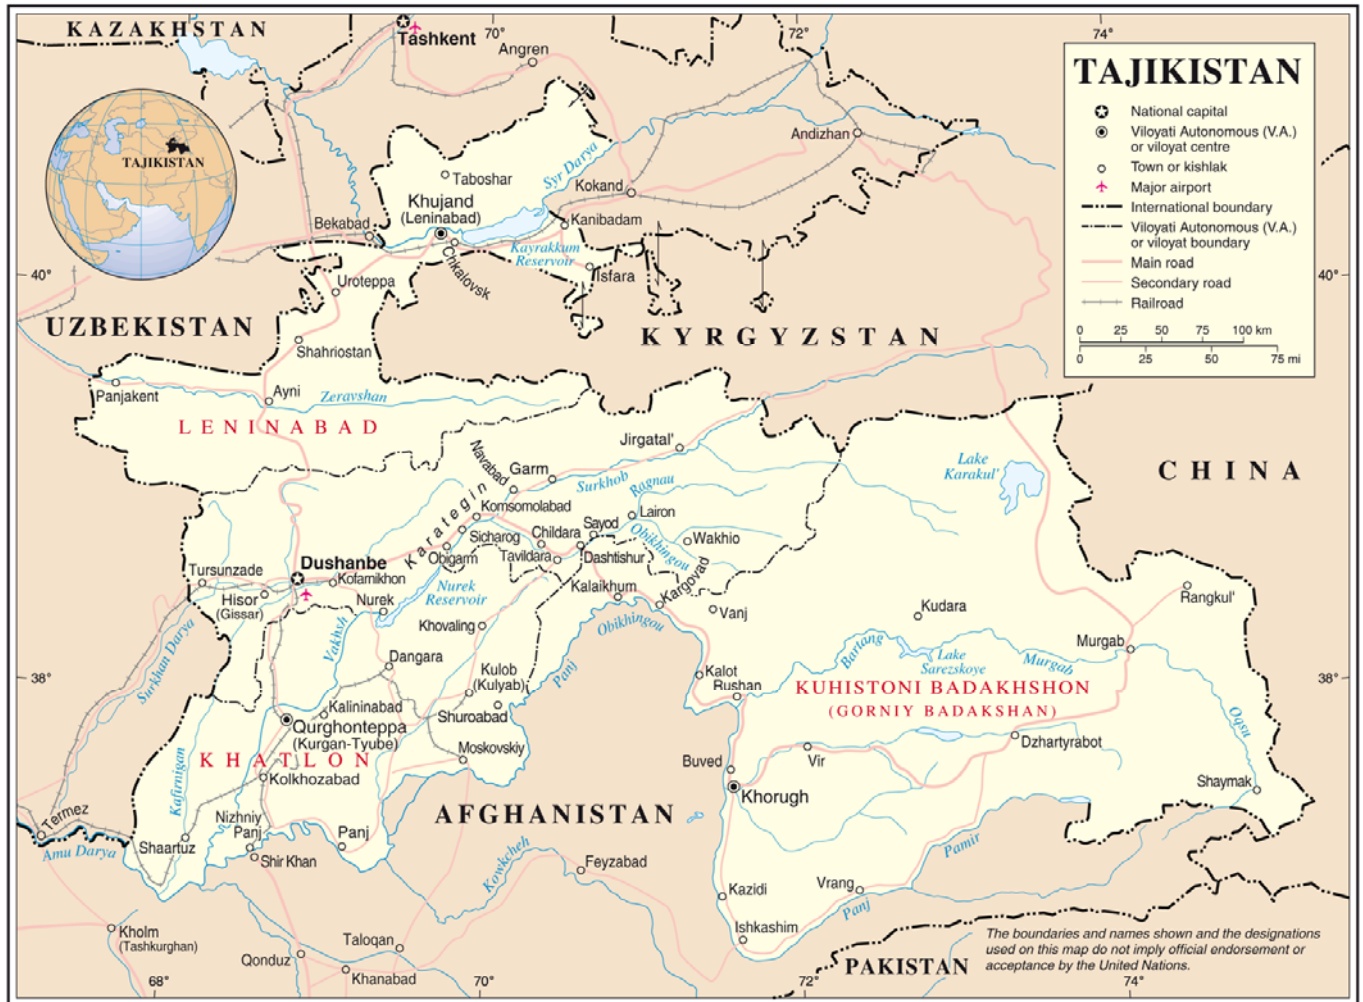 KAZAKHSTAN
Tashkent
70°
72°
74°
Angren
TAJIKISTAN
National capital
Viloyati Autonomous (V.A.)
or viloyat centre
Town or kishlak
Major airport
International boundary
Viloyati Autonomous (V.A.)
or viloyat boundary
Main road
Secondary road
Railroad
0 25 50 75 100 km
0 25 50 75 mi
TAJIKISTAN
Andizhan
Taboshar
Syr Darya
Kokand
Khujand
(Leninabad)
Bekabad
Kanibadam
Kayrakkum
Reservoir
Chkalovsk
Isfara
40°
40°
Uroteppa
UZBEKISTAN
KYRGYZSTAN
Shahriostan
Panjakent
Ayni
Zeravshan
LENINABAD
Jirgatal'
Navabad
Garm
Surkhob
Ragnau
Lake
Karakul'
CHINA
Karategin
Komsomolabad
Sicharog
Childara
Sayod
Lairon
Obikhingou
Wakhio
Obigarm
Tavildara
Dashtishur
Dushanbe
Tursunzade
Kofarnikhon
Hisor
(Gissar)
Nurek
Nurek
Reservoir
Kalaikhum
Kargovad
Vanj
Rangkul'
Kudara
Khovaling
Obikhingou
Surkhan Darya
Vakhsh
Dangara
Panj
Bartang
Lake
Sarezskoye
Murgab
Murgab
38°
38°
Kulob
(Kulyab)
Kalot
Rushan
KUHISTONI BADAKHSHON
(GORNIY BADAKSHAN)
Kalininabad
Shuroabad
Qurghonteppa
(Kurgan-Tyube)
Oqsu
Dzhartyrabot
Moskovskiy
KHATLON
Kafirnigan
Kolkhozabad
Buved
Vir
Khorugh
Shaymak
Termez
AFGHANISTAN
Nizhniy
Panj
Panj
Shaartuz
Amu Darya
Shir Khan
Kowkcheh
Feyzabad
Pamir
Kazidi
Vrang
Panj
Ishkashim
Kholm
(Tashkurghan)
Taloqan
Qonduz
Khanabad
PAKISTAN
The boundaries and names shown and the designations
used on this map do not imply official endorsement or
acceptance by the United Nations.
68°
70°
72°
74°